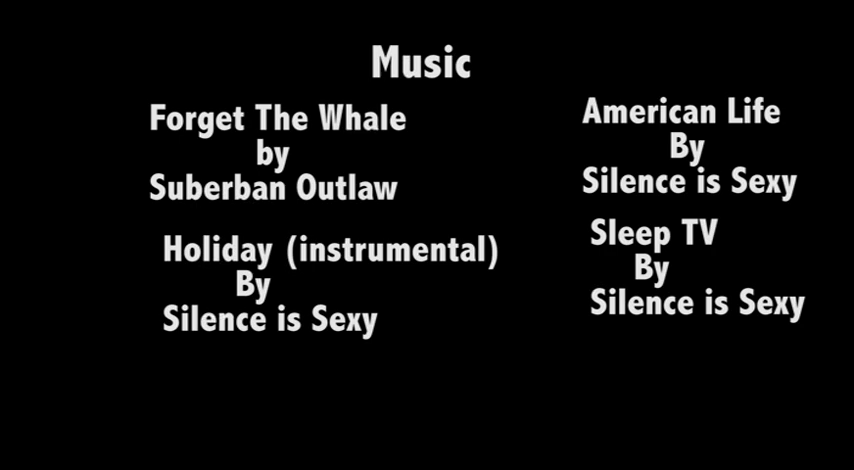 Music
Forget The Whale
by
Suberban Outlaw
Holiday (instrumental)
By
Silence is Sexy
American Life
By
Silence is Sexy
Sleep TV
By
Silence is Sexy